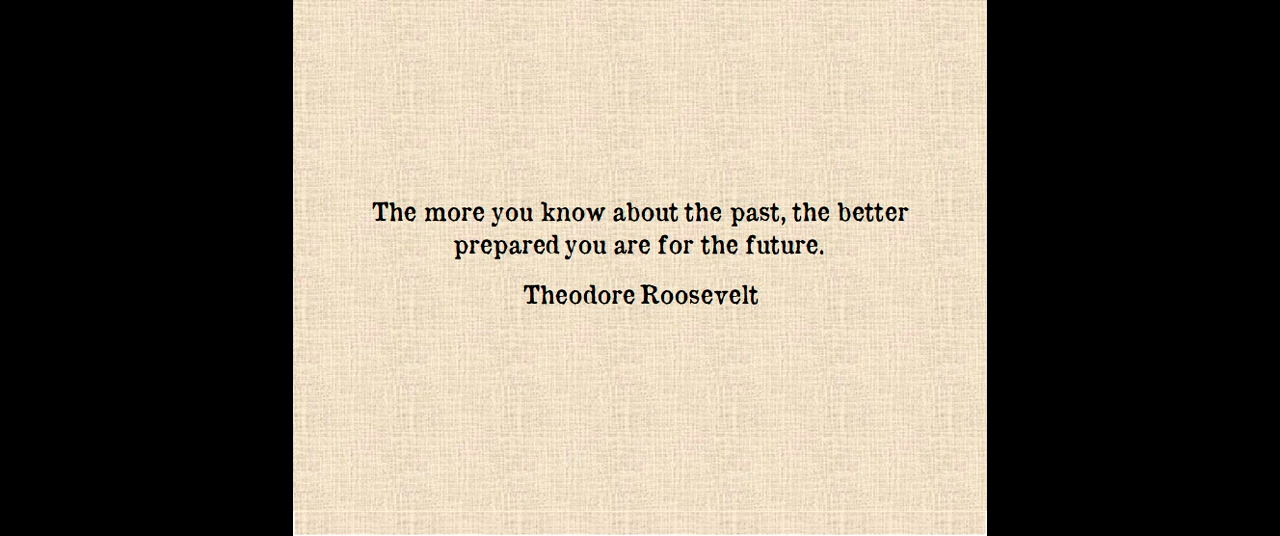 The more you know about the past, the better
prepared you are for the future.
Theodore Roosevelt